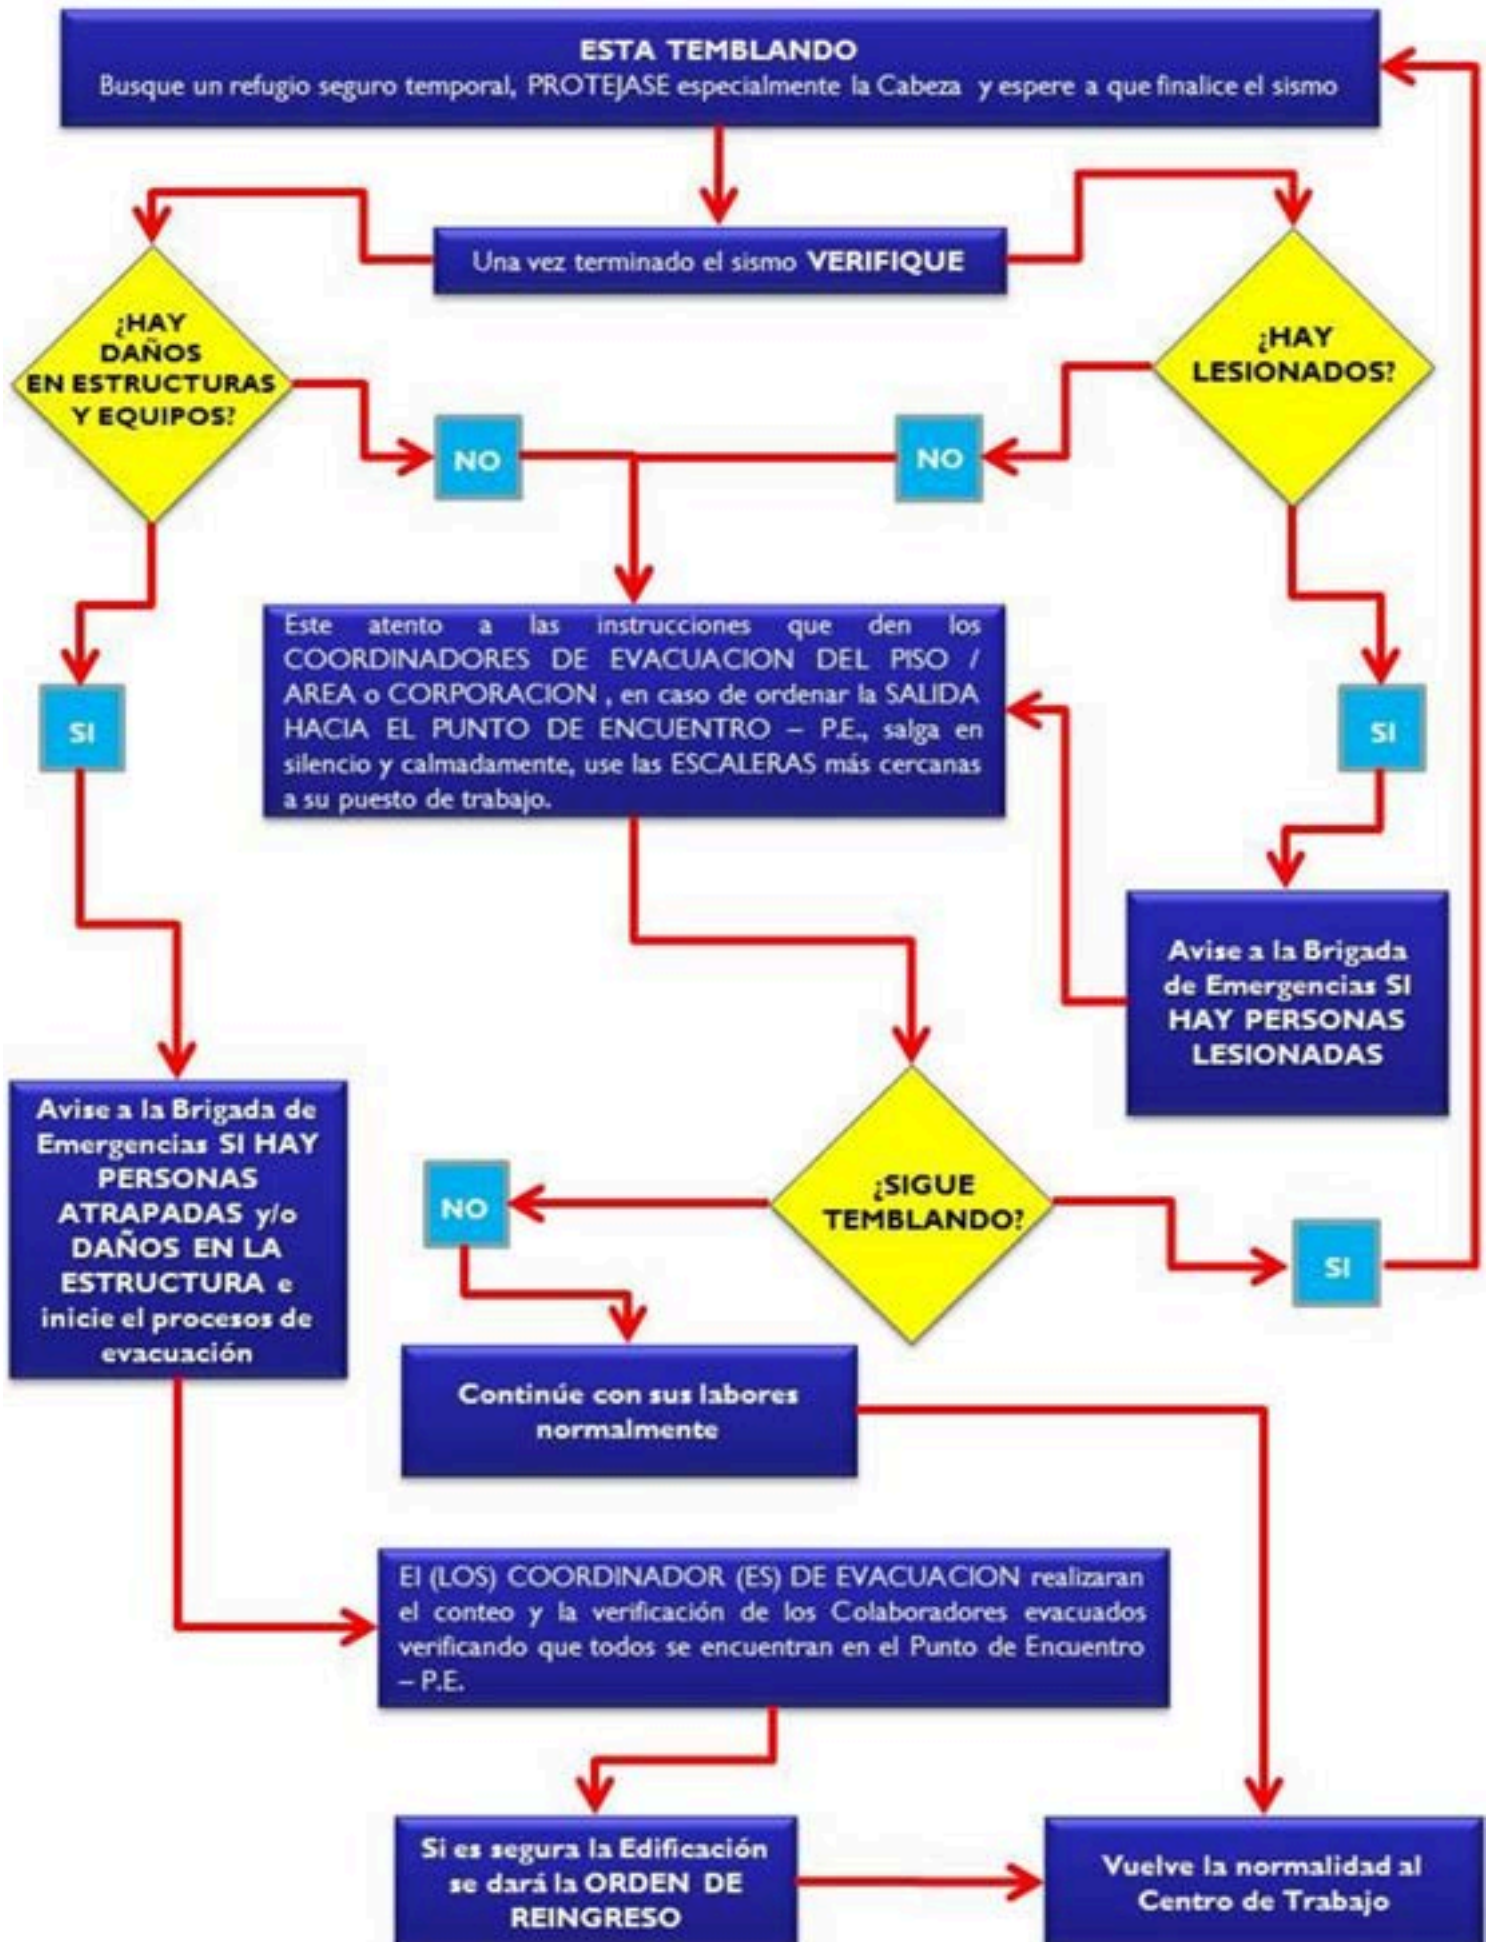 ESTA TEMBLANDO
Busque un refugio seguro temporal, PROTEJASE especialmente la Cabeza y espere a que finalice el sismo
Una vez terminado el sismo VERIFIQUE
¿HAY
DAÑOS
EN ESTRUCTURAS
Y EQUIPOS?
¿HAY
LESIONADOS?
NO
NO
Este atento a las instrucciones que den los
COORDINADORES DE EVACUACION DEL PISO /
AREA o CORPORACION , en caso de ordenar la SALIDA
HACIA EL PUNTO DE ENCUENTRO – P.E., salga en
silencio y calmadamente, use las ESCALERAS más cercanas
a su puesto de trabajo.
SI
SI
Avise a la Brigada
de Emergencias SI
HAY PERSONAS
LESIONADAS
Avise a la Brigada de
Emergencias SI HAY
PERSONAS
ATRAPADAS y/o
DAÑOS EN LA
ESTRUCTURA e
inicie el procesos de
evacuación
NO
¿SIGUE
TEMBLANDO?
SI
Continúe con sus labores
normalmente
El (LOS) COORDINADOR (ES) DE EVACUACION realizaran
el conteo y la verificación de los Colaboradores evacuados
verificando que todos se encuentran en el Punto de Encuentro
– P.E.
Si es segura la Edificación
se dará la ORDEN DE
REINGRESO
Vuelve la normalidad al
Centro de Trabajo